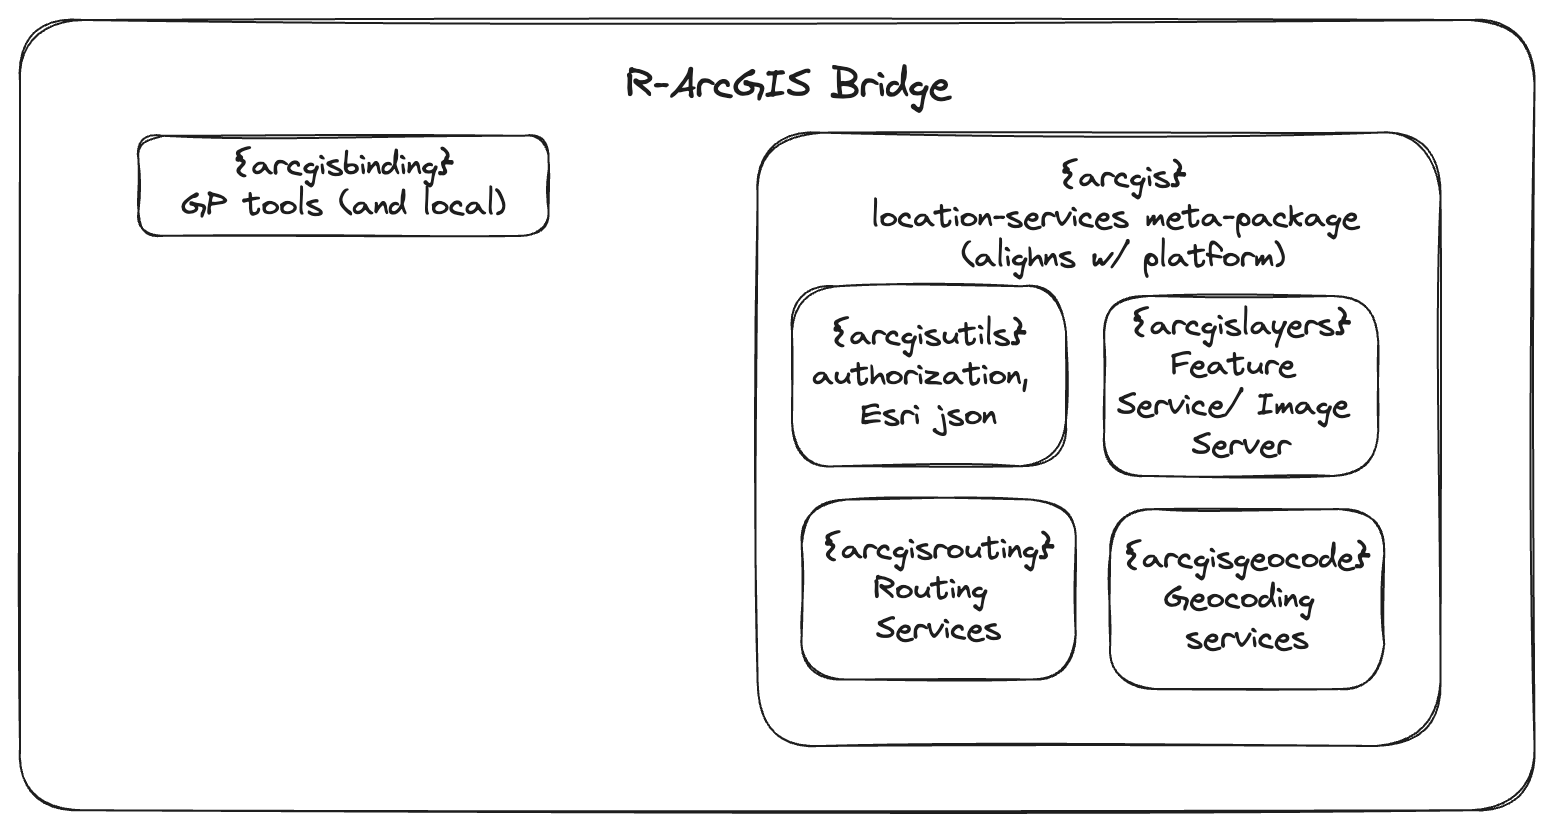 R-ArcGIS Bridge
{arcgisbinding}
GP tools (and local)
{arcgis}
location-services meta-package
(alighns w/ platform)
{arcgisutils}
authorization,
Esri json
{arcgislayers}
Feature
Service/ Image
Server
{arcgisrouting}
Routing
Services
{arcgisgeocode}
Geocoding
services